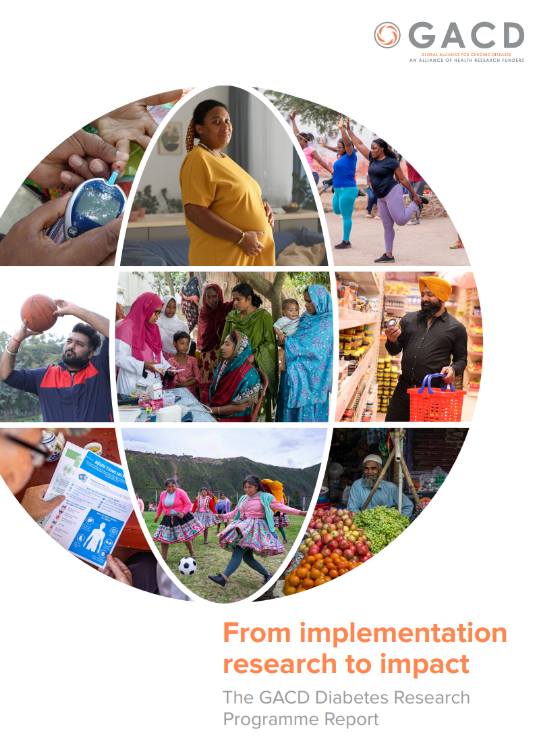 GACD
GLOBAL ALLIANCE FOR CHRONIC DISEASES
AN ALLIANCE OF HEALTH RESEARCH FUNDERS
From implementation
research to impact
The GACD Diabetes Research
Programme Report